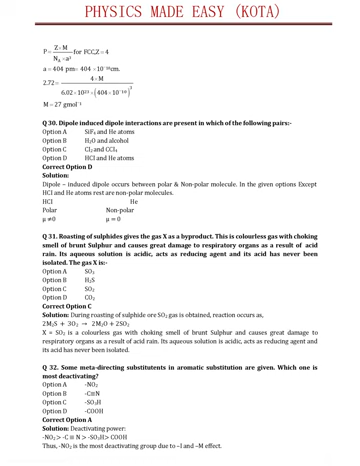 PHYSICS MADE EASY (KOTA)
P= Z×M / N_A ×a³ for FCC,Z = 4
a = 404 pm= 404 ×10⁻¹⁰cm.
2.72= 4×M / 6.02×10²³ ×(404×10⁻¹⁰)³
M = 27 gmol⁻¹
Q 30. Dipole induced dipole interactions are present in which of the following pairs:-
Option A SiF₄ and He atoms
Option B H₂O and alcohol
Option C Cl₂ and CCl₄
Option D HCl and He atoms
Correct Option D
Solution:
Dipole – induced dipole occurs between polar & Non-polar molecule. In the given options Except
HCl and He atoms rest are non-polar molecules.
HCl He
Polar Non-polar
μ ≠0 μ = 0
Q 31. Roasting of sulphides gives the gas X as a byproduct. This is colourless gas with choking
smell of brunt Sulphur and causes great damage to respiratory organs as a result of acid
rain. Its aqueous solution is acidic, acts as reducing agent and its acid has never been
isolated. The gas X is:-
Option A SO₃
Option B H₂S
Option C SO₂
Option D CO₂
Correct Option C
Solution: During roasting of sulphide ore SO₂ gas is obtained, reaction occurs as,
2M₂S + 3O₂ → 2M₂O + 2SO₂
X = SO₂ is a colourless gas with choking smell of brunt Sulphur and causes great damage to
respiratory organs as a result of acid rain. Its aqueous solution is acidic, acts as reducing agent and
its acid has never been isolated.
Q 32. Some meta-directing substituents in aromatic substitution are given. Which one is
most deactivating?
Option A -NO₂
Option B -C≡N
Option C -SO₃H
Option D -COOH
Correct Option A
Solution: Deactivating power:
-NO₂> -C ≡ N > -SO₃H> COOH
Thus, -NO₂ is the most deactivating group due to –I and –M effect.